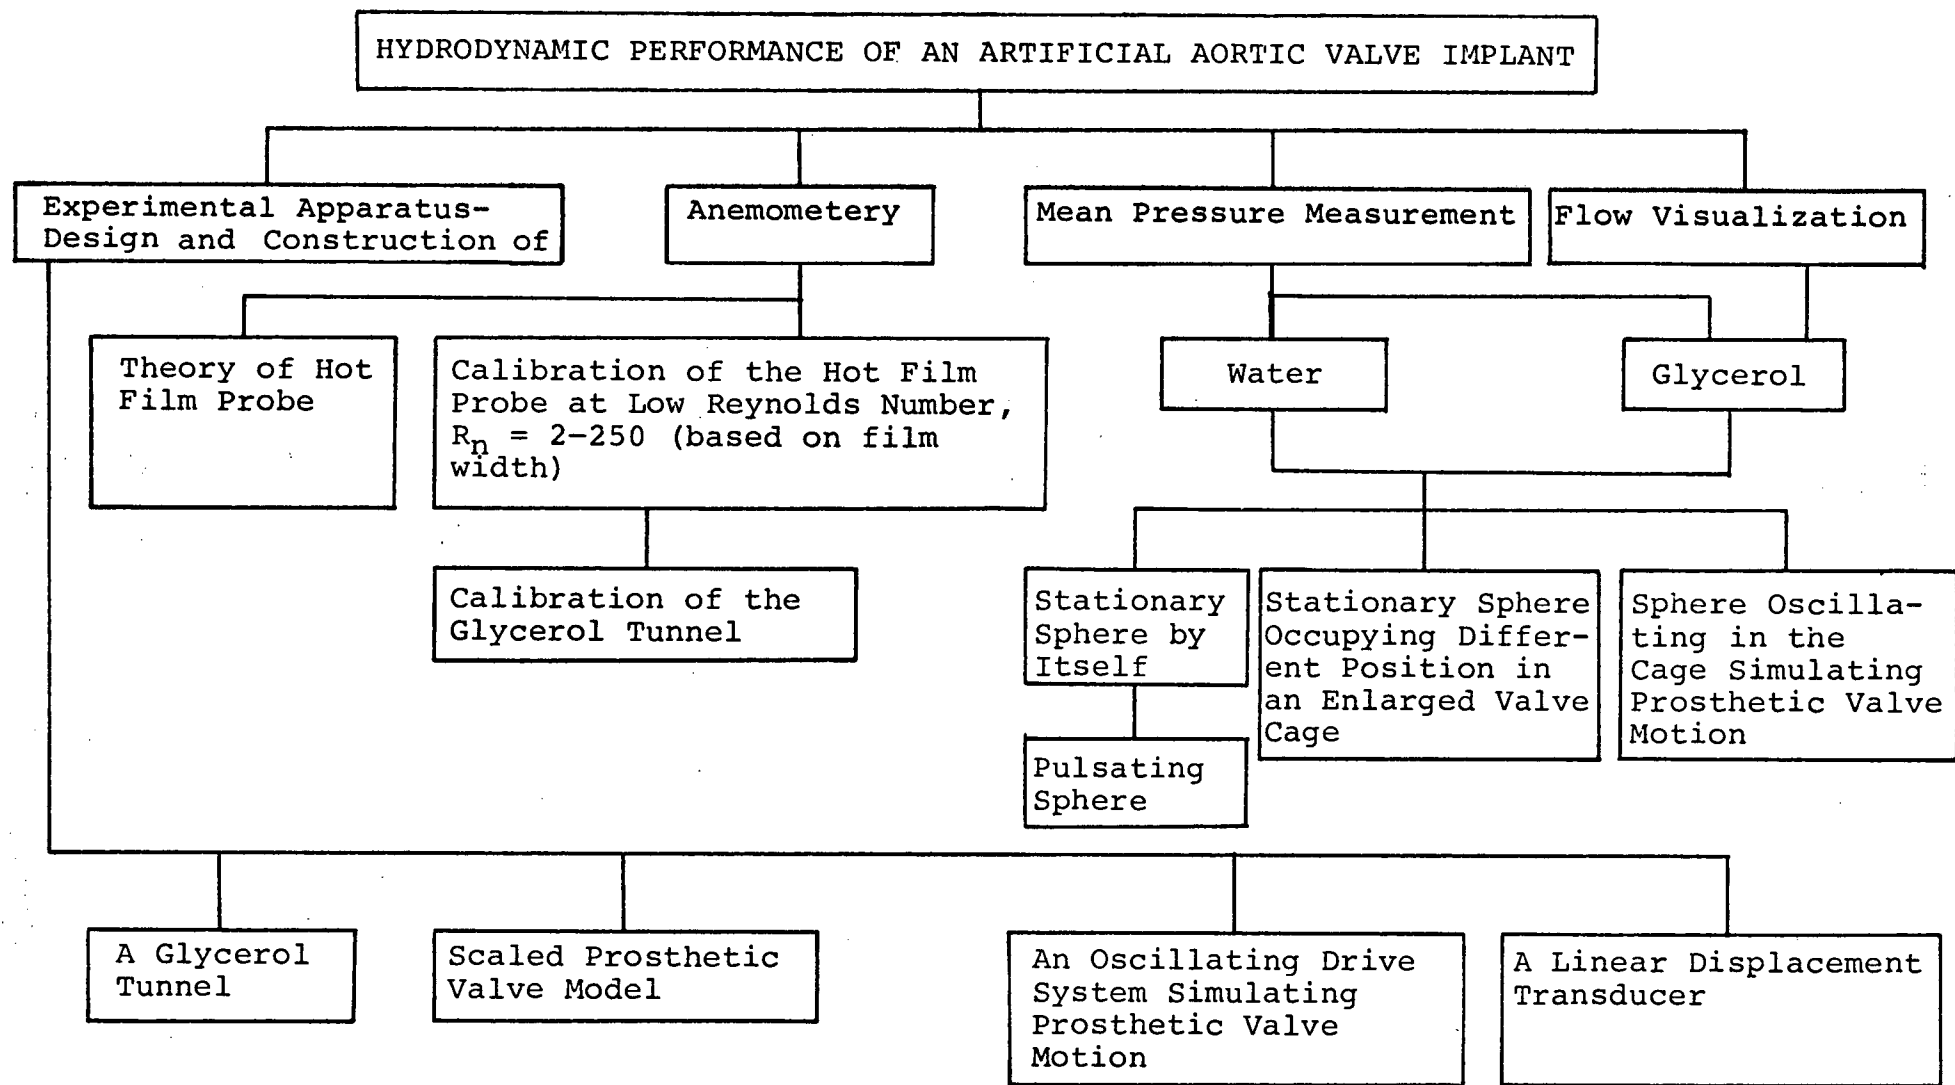 HYDRODYNAMIC PERFORMANCE OF AN ARTIFICIAL AORTIC VALVE IMPLANT
Experimental Apparatus-
Design and Construction of
Anemometery
Mean Pressure Measurement
Flow Visualization
Theory of Hot
Film Probe
Calibration of the Hot Film
Probe at Low Reynolds Number,
Rn = 2-250 (based on film
width)
Water
Glycerol
Calibration of the
Glycerol Tunnel
Stationary
Sphere by
Itself
Stationary Sphere
Occupying Differ-
ent Position in
an Enlarged Valve
Cage
Sphere Oscilla-
ting in the
Cage Simulating
Prosthetic Valve
Motion
Pulsating
Sphere
A Glycerol
Tunnel
Scaled Prosthetic
Valve Model
An Oscillating Drive
System Simulating
Prosthetic Valve
Motion
A Linear Displacement
Transducer